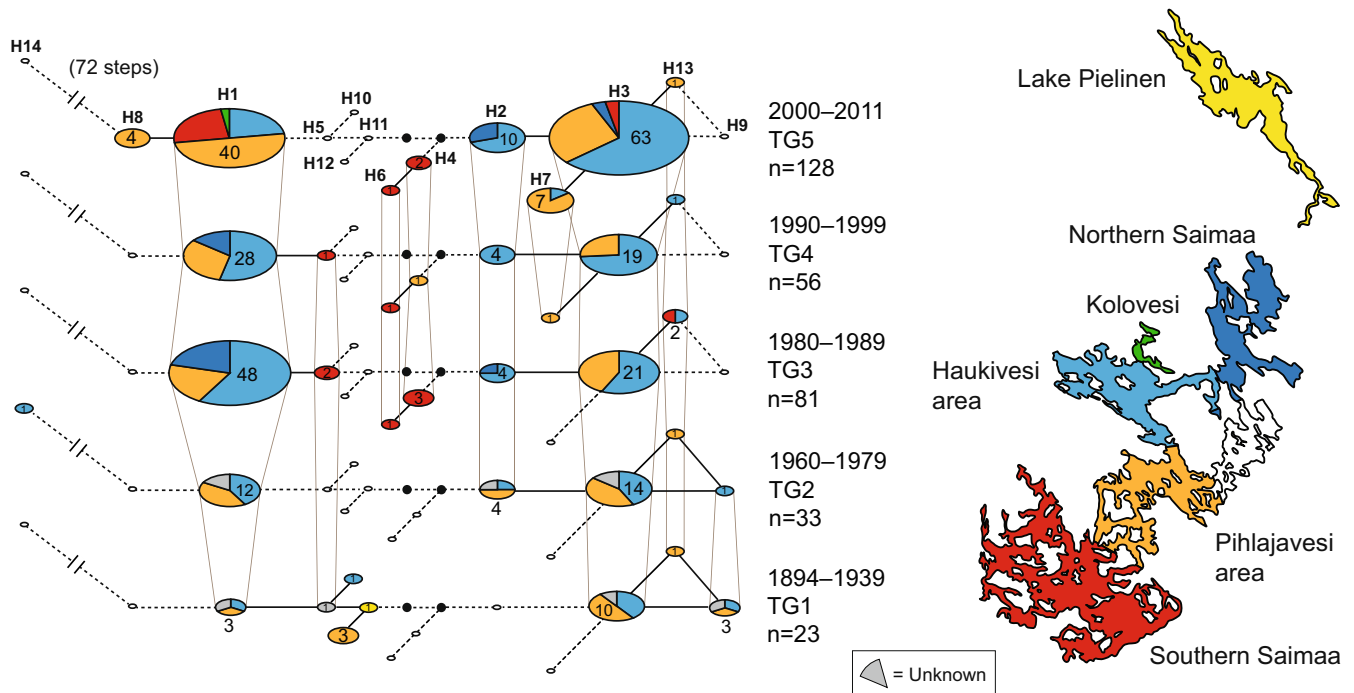 H14
(72 steps)
H8
H1
H10
H5
H11
H12
H6
H4
H2
H3
H13
H9
H7
4
40
2
1
10
63
1
7
2000–2011
TG5
n=128
28
1
1
1
4
19
1
1
1990–1999
TG4
n=56
48
2
3
1
4
21
2
1980–1989
TG3
n=81
1
12
4
14
1
1
1960–1979
TG2
n=33
3
1
1
1
3
10
1
3
1894–1939
TG1
n=23
= Unknown
Lake Pielinen
Northern Saimaa
Kolovesi
Haukivesi
area
Pihlajavesi
area
Southern Saimaa